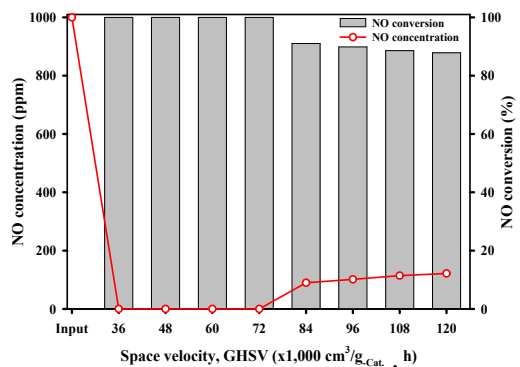 1000
800
600
400
200
0
NO concentration (ppm)
NO conversion
NO concentration
100
80
60
40
20
0
NO conversion (%)
Input 36 48 60 72 84 96 108 120
Space velocity, GHSV (x1,000 cm³/g-Cat. · h)